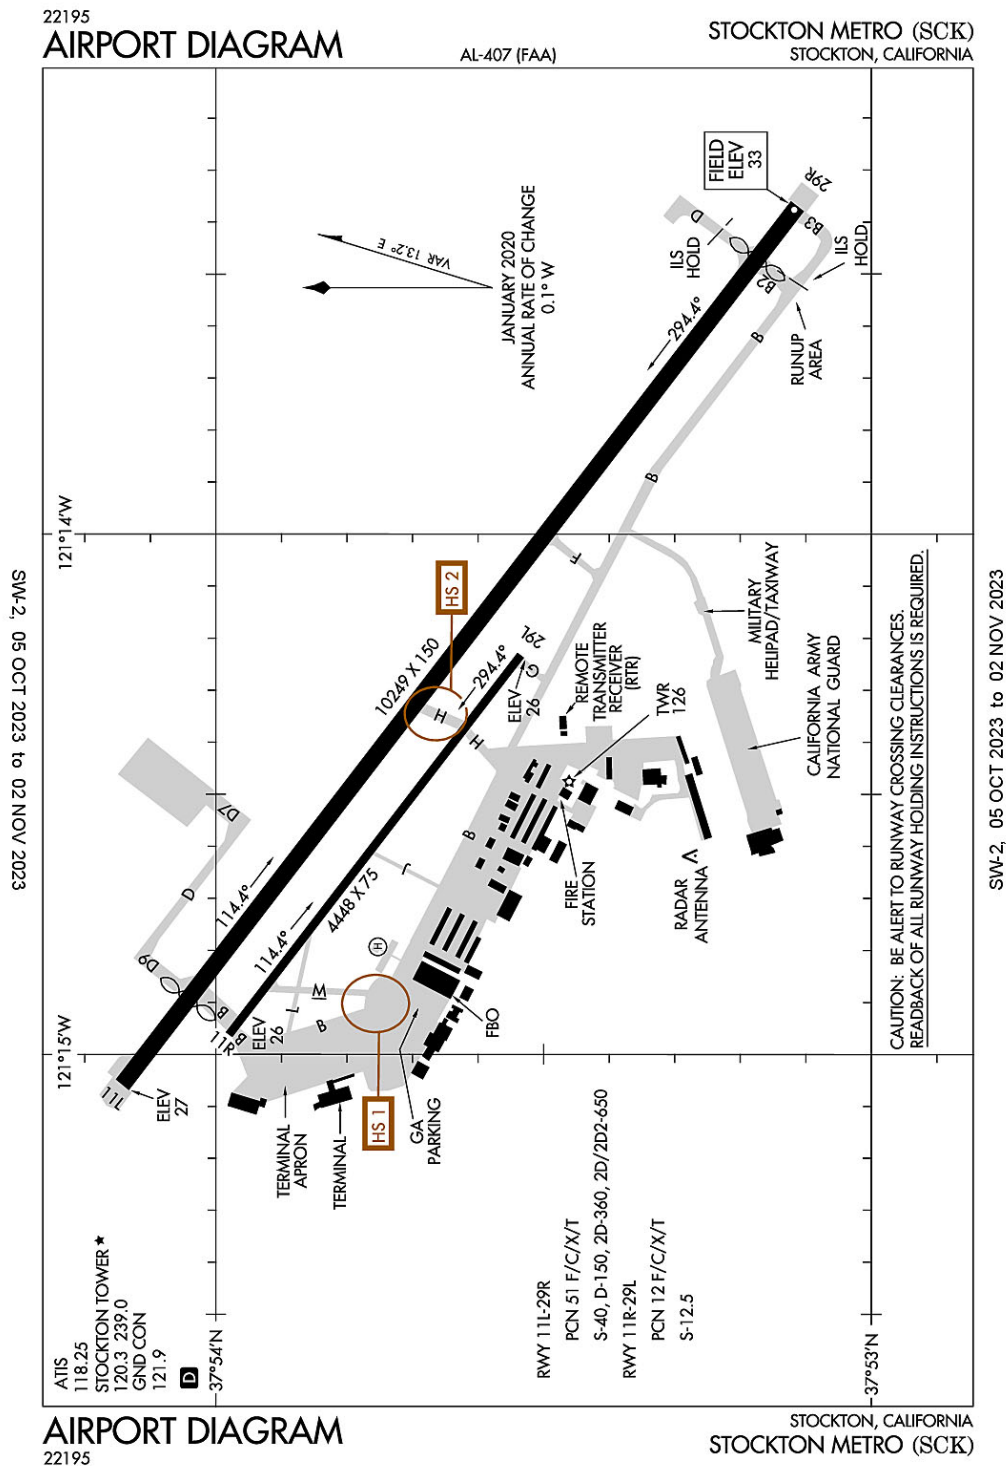 22195
AIRPORT DIAGRAM
AL-407 (FAA)
STOCKTON METRO (SCK)
STOCKTON, CALIFORNIA
FIELD
ELEV
33
29R
B3
D
ILS
HOLD
ILS
HOLD
B2
RUNUP
AREA
B
VAR 13.2° E
JANUARY 2020
ANNUAL RATE OF CHANGE
0.1° W
294.4°
B
121°14'W
F
HS 2
10249 X 150
H
294.4°
29L
G
ELEV
26
H
REMOTE
TRANSMITTER
RECEIVER
(RTR)
TWR
126
MILITARY
HELIPAD/TAXIWAY
CALIFORNIA ARMY
NATIONAL GUARD
D7
D
114.4°
B
J
4448 X 75
FIRE
STATION
RADAR
ANTENNA
D9
114.4°
H
M
L
B
B
B
11R
ELEV
26
FBO
121°15'W
11L
ELEV
27
TERMINAL
APRON
TERMINAL
HS 1
GA
PARKING
CAUTION: BE ALERT TO RUNWAY CROSSING CLEARANCES.
READBACK OF ALL RUNWAY HOLDING INSTRUCTIONS IS REQUIRED.
ATIS
118.25
STOCKTON TOWER ★
120.3 239.0
GND CON
121.9
D
37°54'N
RWY 11L-29R
PCN 51 F/C/X/T
S-40, D-150, 2D-360, 2D/2D2-650
RWY 11R-29L
PCN 12 F/C/X/T
S-12.5
37°53'N
SW-2, 05 OCT 2023 to 02 NOV 2023
SW-2, 05 OCT 2023 to 02 NOV 2023
AIRPORT DIAGRAM
22195
STOCKTON, CALIFORNIA
STOCKTON METRO (SCK)